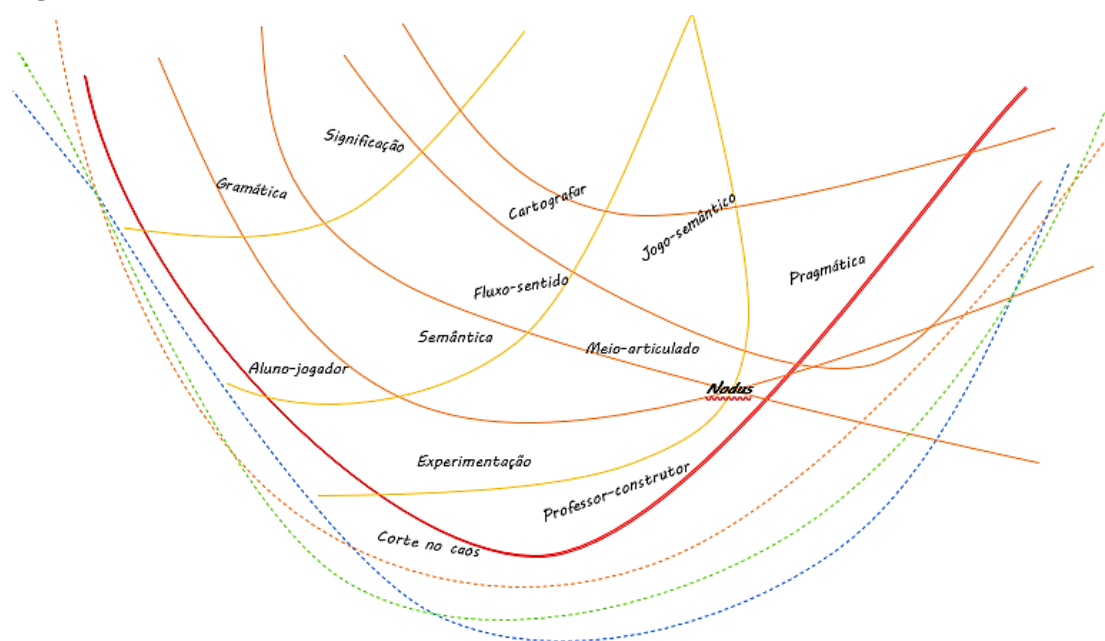 Significação
Gramática
Cartografar
Jogo-semântico
Pragmática
Fluxo-sentido
Semântica
Meio-articulado
Aluno-jogador
Nodus
Experimentação
Professor-construtor
Corte no caos